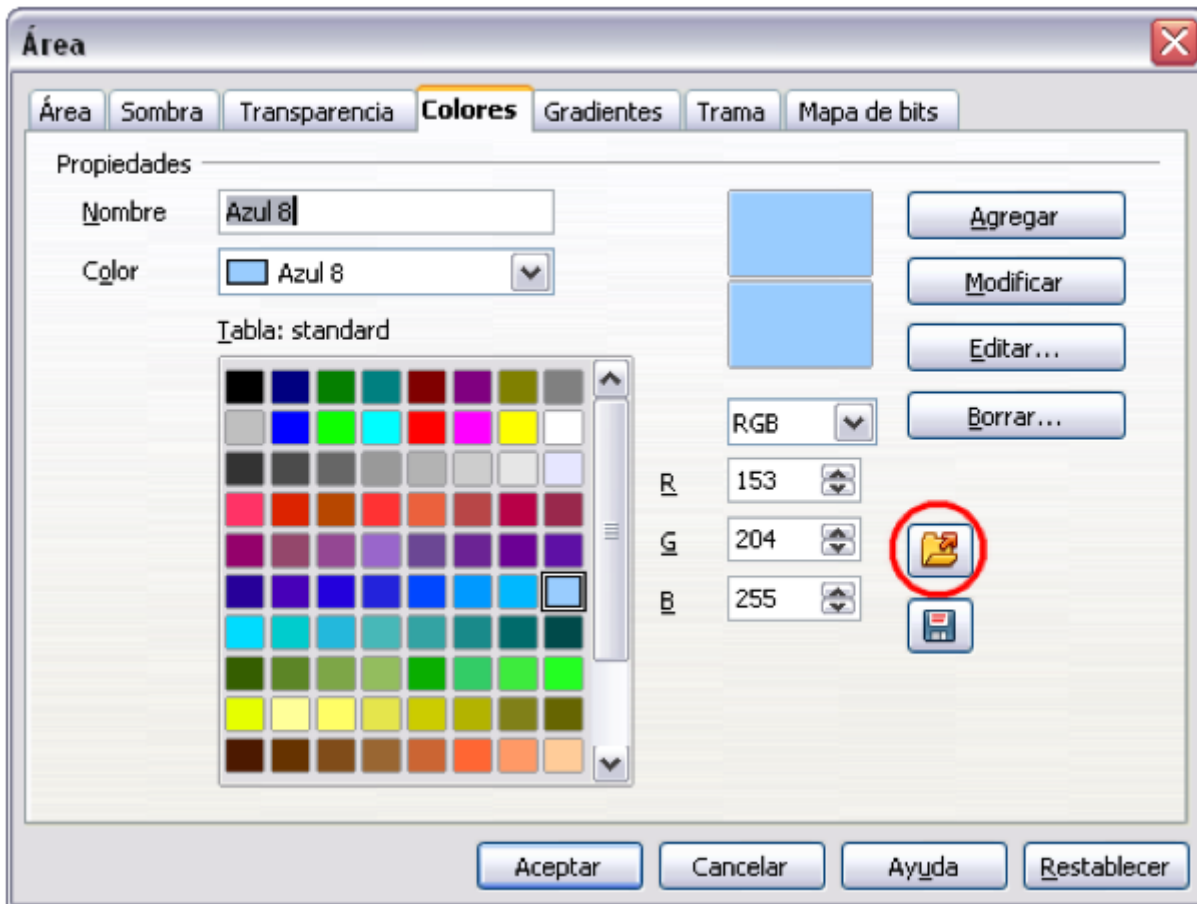 Área
Área Sombra Transparencia Colores Gradientes Trama Mapa de bits
Propiedades
Nombre Azul 8 Agregar
Color Azul 8 Modificar
Tabla: standard Editar...
RGB Borrar...
R 153
G 204
B 255
Aceptar Cancelar Ayuda Restablecer